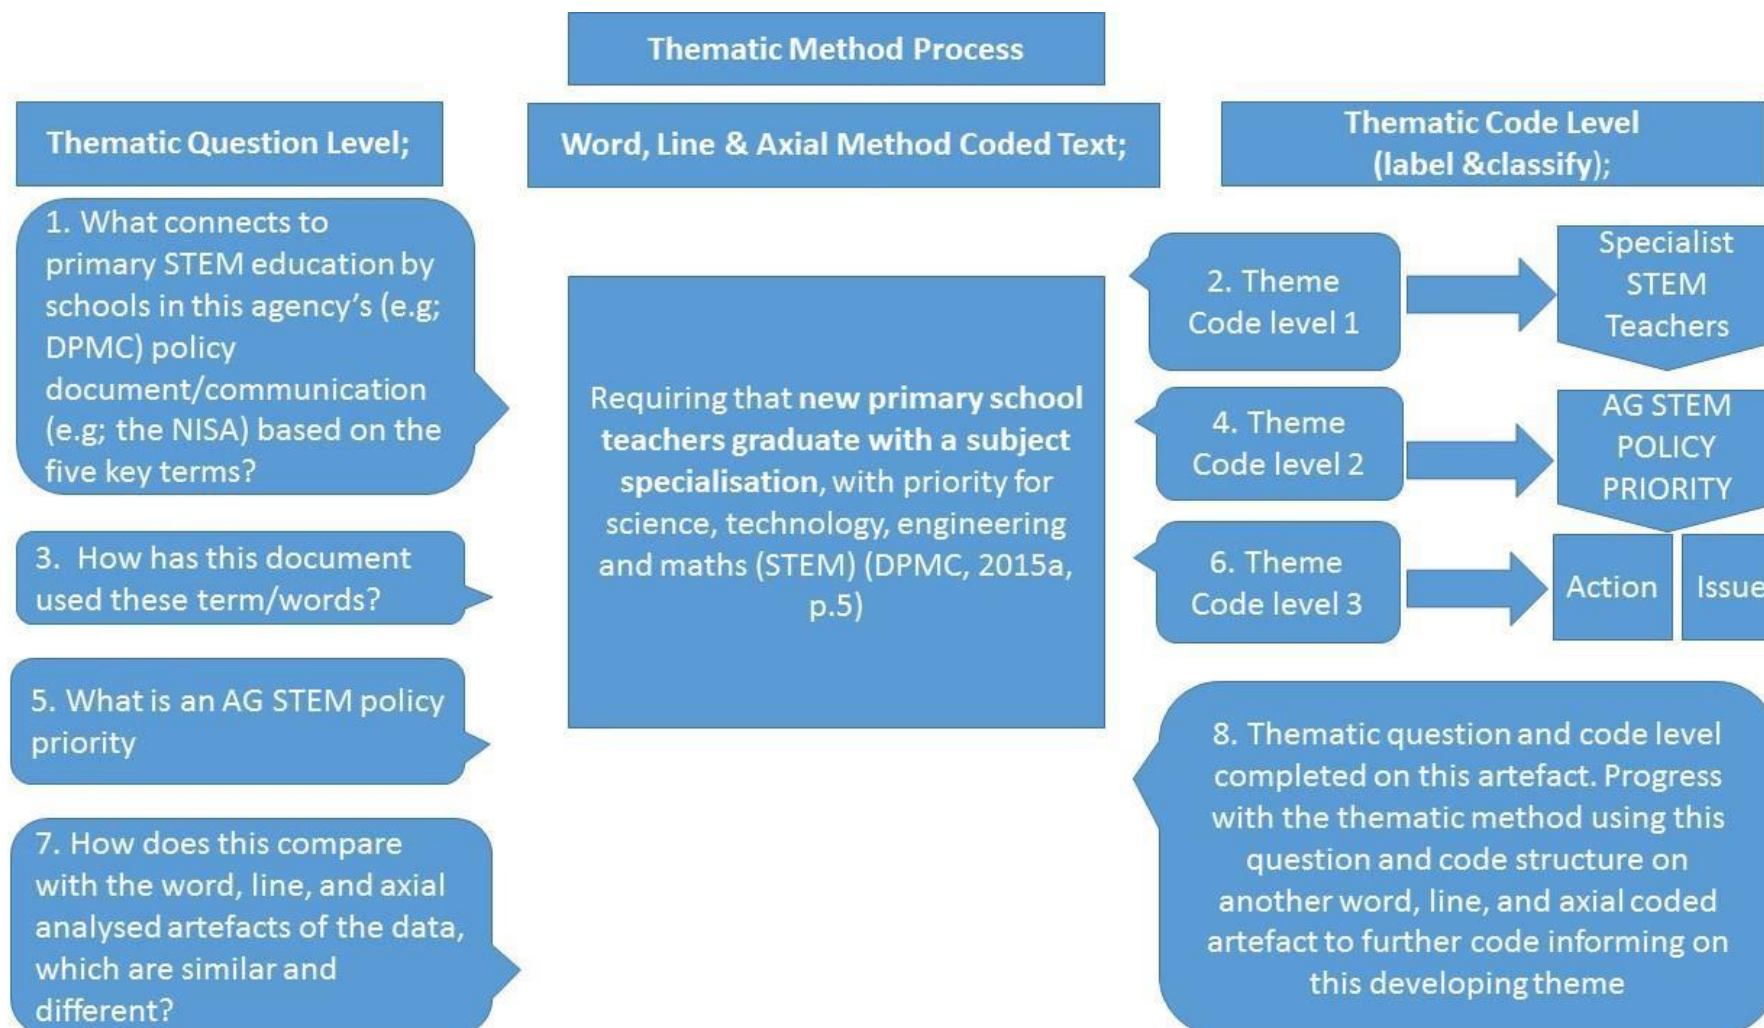 Thematic Method Process
Thematic Question Level;
Word, Line & Axial Method Coded Text;
Thematic Code Level
(label &classify);
1. What connects to
primary STEM education by
schools in this agency's (e.g;
DPMC) policy
document/communication
(e.g; the NISA) based on the
five key terms?
3. How has this document
used these term/words?
5. What is an AG STEM policy
priority
7. How does this compare
with the word, line, and axial
analysed artefacts of the data,
which are similar and
different?
Requiring that new primary school
teachers graduate with a subject
specialisation, with priority for
science, technology, engineering
and maths (STEM) (DPMC, 2015a,
p.5)
2. Theme
Code level 1
Specialist
STEM
Teachers
4. Theme
Code level 2
AG STEM
POLICY
PRIORITY
6. Theme
Code level 3
Action
Issue
8. Thematic question and code level
completed on this artefact. Progress
with the thematic method using this
question and code structure on
another word, line, and axial coded
artefact to further code informing on
this developing theme